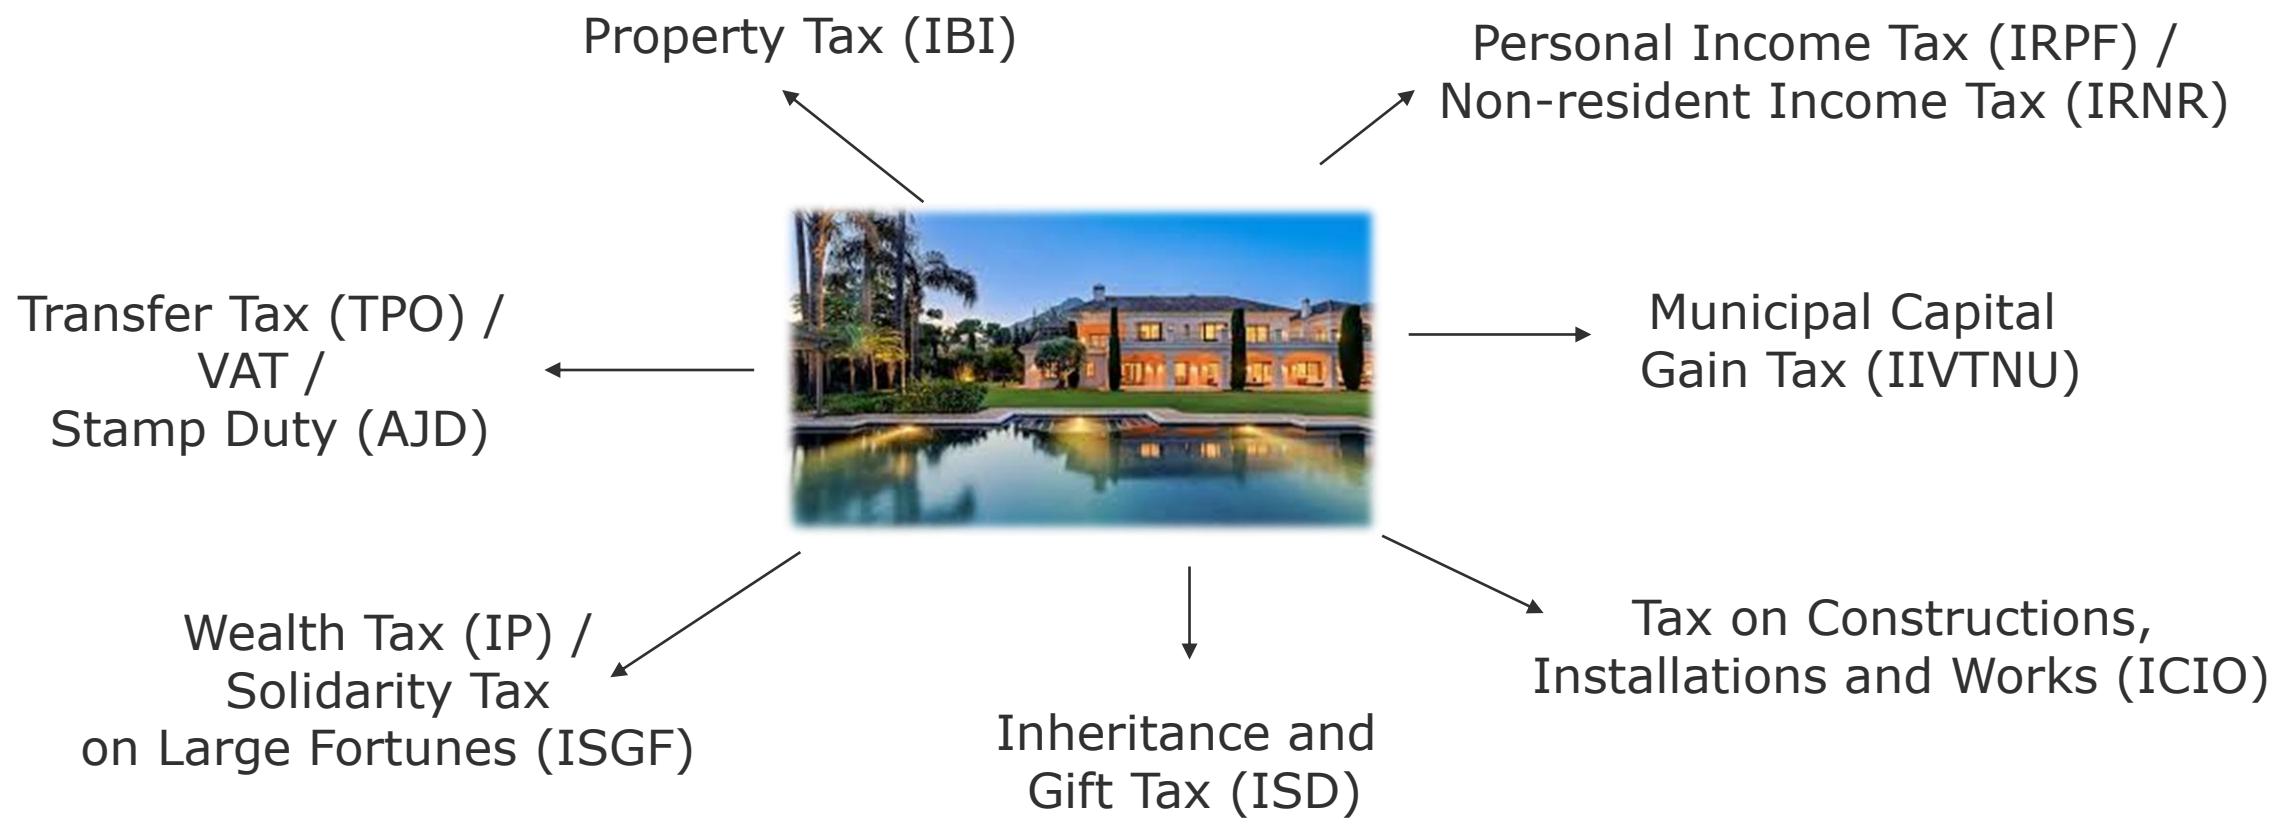 Property Tax (IBI)
Personal Income Tax (IRPF) /
Non-resident Income Tax (IRNR)
Transfer Tax (TPO) /
VAT /
Stamp Duty (AJD)
Municipal Capital
Gain Tax (IIVTNU)
Wealth Tax (IP) /
Solidarity Tax
on Large Fortunes (ISGF)
Inheritance and
Gift Tax (ISD)
Tax on Constructions,
Installations and Works (ICIO)